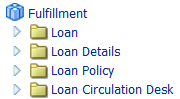 Fulfillment
Loan
Loan Details
Loan Policy
Loan Circulation Desk